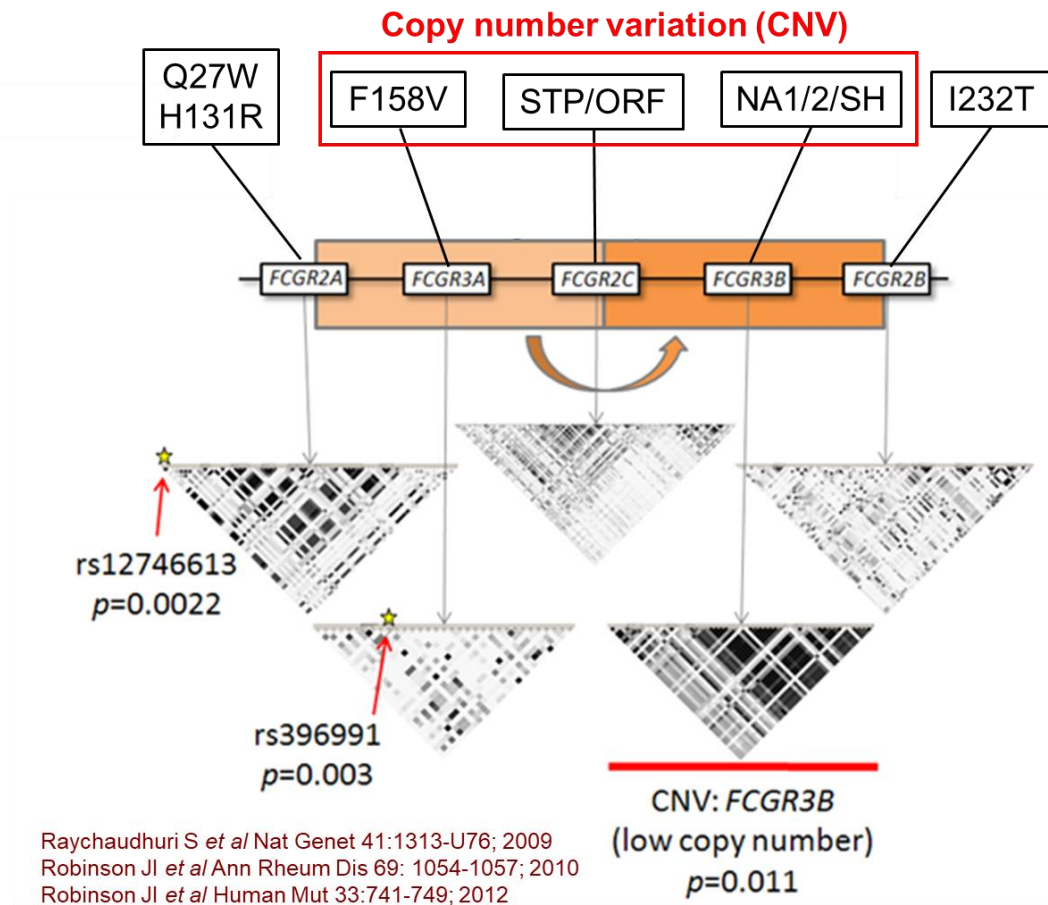 Copy number variation (CNV)
Q27W
H131R
F158V
STP/ORF
NA1/2/SH
I232T
FCGR2A
FCGR3A
FCGR2C
FCGR3B
FCGR2B
rs12746613
p=0.0022
rs396991
p=0.003
CNV: FCGR3B
(low copy number)
p=0.011
Raychaudhuri S et al Nat Genet 41:1313-U76; 2009
Robinson JI et al Ann Rheum Dis 69: 1054-1057; 2010
Robinson JI et al Human Mut 33:741-749; 2012